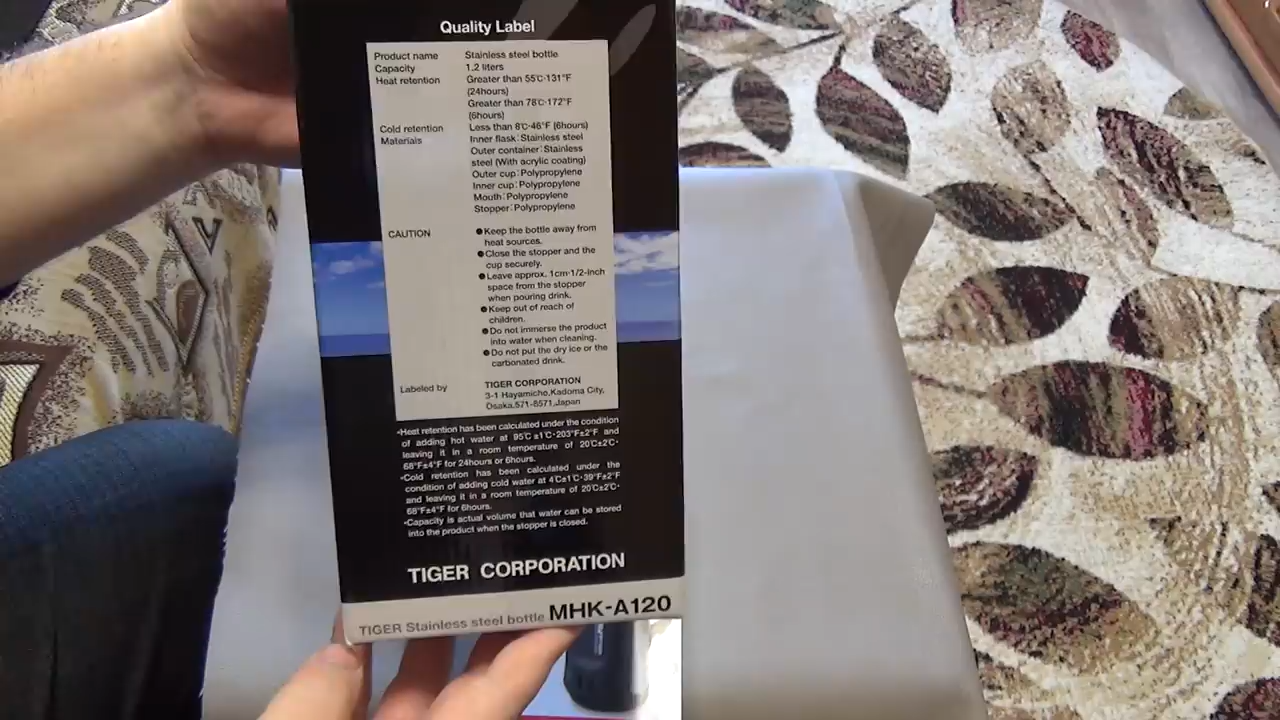 Quality Label
Product name Stainless steel bottle
Capacity 1.2 liters
Heat retention Greater than 55℃·131°F
(24hours)
Greater than 78℃·172°F
(6hours)
Cold retention Less than 8℃·46°F (6hours)
Materials Inner flask:Stainless steel
Outer container:Stainless
steel (With acrylic coating)
Outer cup:Polypropylene
Inner cup:Polypropylene
Mouth:Polypropylene
Stopper:Polypropylene
CAUTION ●Keep the bottle away from
heat sources.
●Close the stopper and the
cup securely.
●Leave approx. 1cm·1/2-inch
space from the stopper
when pouring drink.
●Keep out of reach of
children.
●Do not immerse the product
into water when cleaning.
●Do not put the dry ice or the
carbonated drink.
Labeled by TIGER CORPORATION
3-1 Hayamicho,Kadoma City,
Osaka,571-8571,Japan
•Heat retention has been calculated under the condition
of adding hot water at 95℃±1℃·203°F±2°F and
leaving it in a room temperature of 20℃±2℃·
68°F±4°F for 24hours or 6hours.
•Cold retention has been calculated under the
condition of adding cold water at 4℃±1℃·39°F±2°F
and leaving it in a room temperature of 20℃±2℃·
68°F±4°F for 6hours.
•Capacity is actual volume that water can be stored
into the product when the stopper is closed.
TIGER CORPORATION
TIGER Stainless steel bottle MHK-A120